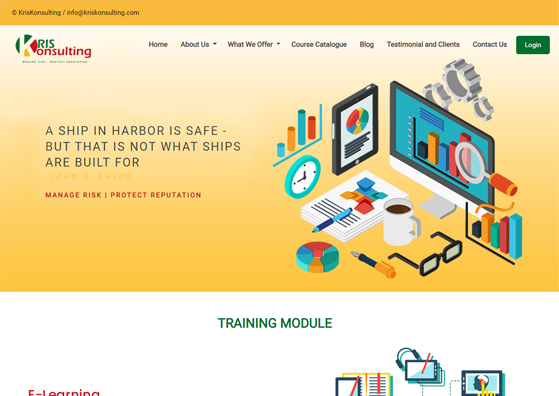 © KrisKonsulting / info@kriskonsulting.com
KRIS
Konsulting
MANAGE RISK - PROTECT REPUTATION
Home About Us What We Offer Course Catalogue Blog Testimonial and Clients Contact Us Login
A SHIP IN HARBOR IS SAFE -
BUT THAT IS NOT WHAT SHIPS
ARE BUILT FOR
-JOHN A. SHEDD
MANAGE RISK | PROTECT REPUTATION
TRAINING MODULE
E-Learning